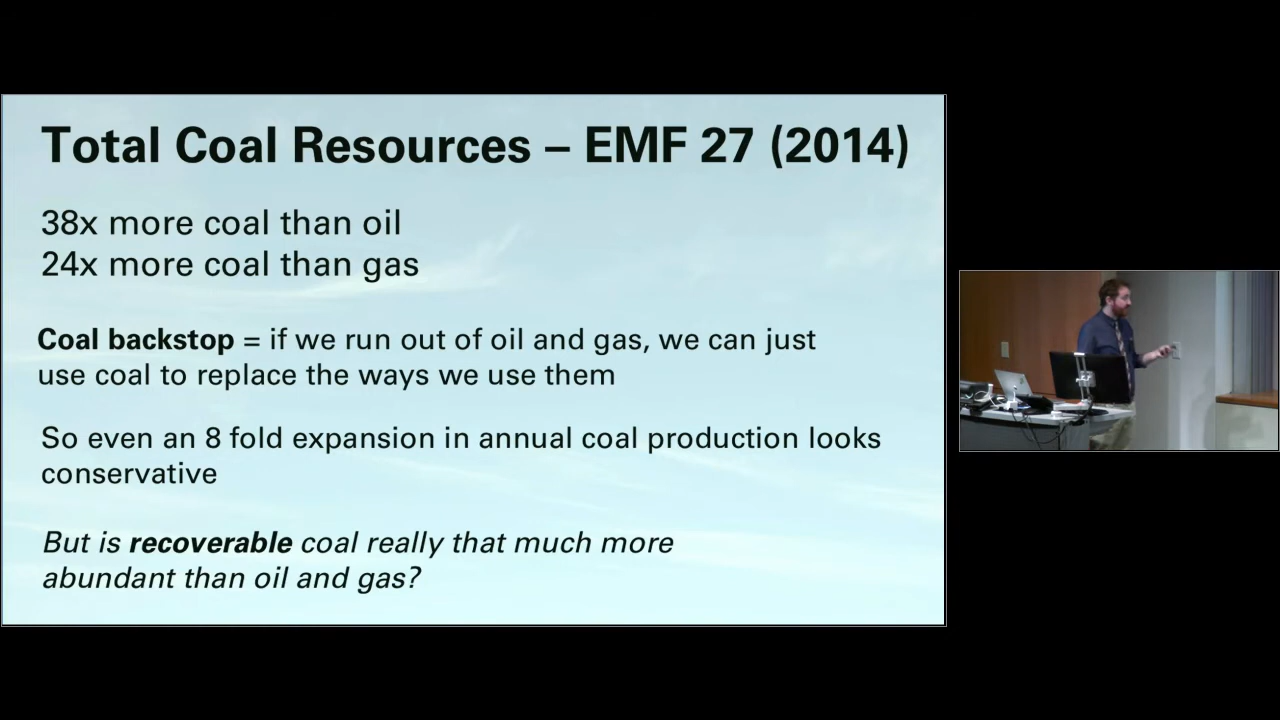 Total Coal Resources – EMF 27 (2014)
38x more coal than oil
24x more coal than gas
Coal backstop = if we run out of oil and gas, we can just
use coal to replace the ways we use them
So even an 8 fold expansion in annual coal production looks
conservative
But is recoverable coal really that much more
abundant than oil and gas?